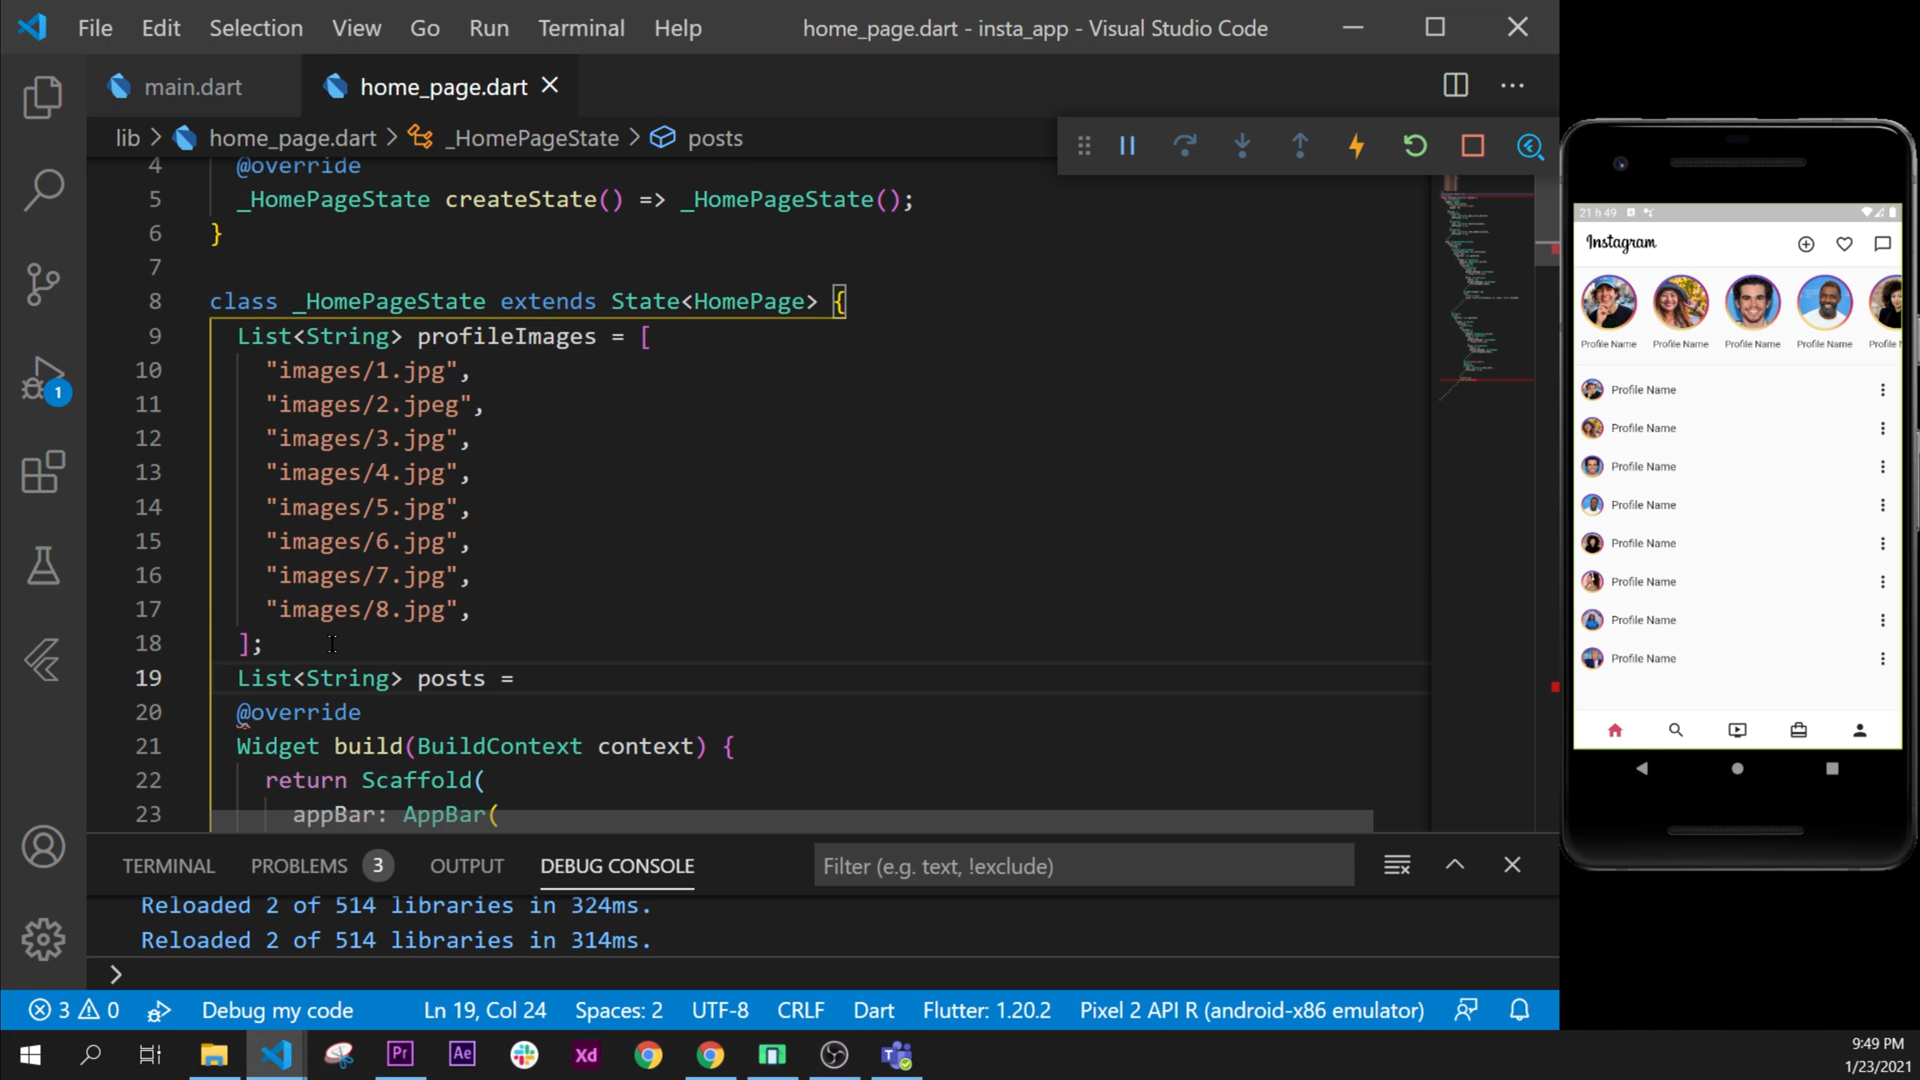 File Edit Selection View Go Run Terminal Help home_page.dart - insta_app - Visual Studio Code
main.dart home_page.dart
lib > home_page.dart > _HomePageState > posts
4 @override
5 _HomePageState createState() => _HomePageState();
6 }
7
8 class _HomePageState extends State<HomePage> {
9 List<String> profileImages = [
10 "images/1.jpg",
11 "images/2.jpeg",
12 "images/3.jpg",
13 "images/4.jpg",
14 "images/5.jpg",
15 "images/6.jpg",
16 "images/7.jpg",
17 "images/8.jpg",
18 ];
19 List<String> posts =
20 @override
21 Widget build(BuildContext context) {
22 return Scaffold(
23 appBar: AppBar(
TERMINAL PROBLEMS 3 OUTPUT DEBUG CONSOLE Filter (e.g. text, !exclude)
Reloaded 2 of 514 libraries in 324ms.
Reloaded 2 of 514 libraries in 314ms.
>
3 0 Debug my code Ln 19, Col 24 Spaces: 2 UTF-8 CRLF Dart Flutter: 1.20.2 Pixel 2 API R (android-x86 emulator)
1
Pr Ae Xd
9:49 PM
1/23/2021
21 h 49
Instagram
Profile Name Profile Name Profile Name Profile Name Profile N
Profile Name
Profile Name
Profile Name
Profile Name
Profile Name
Profile Name
Profile Name
Profile Name